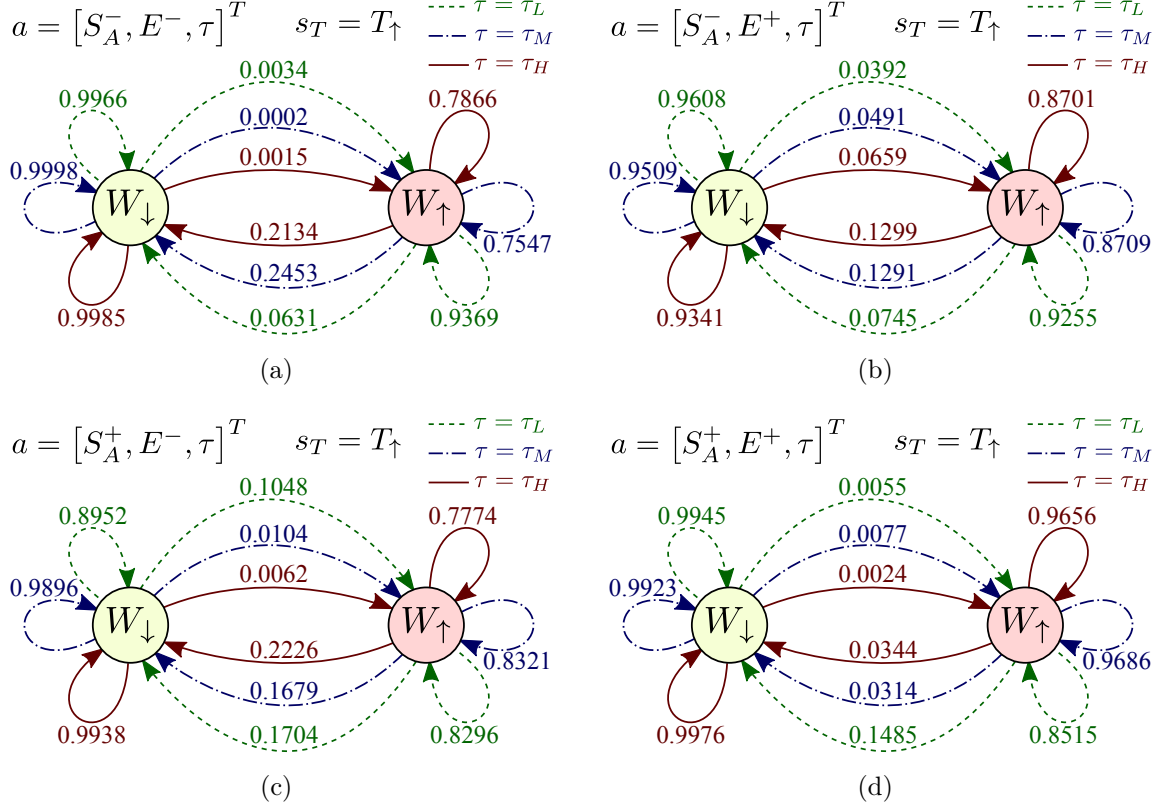 a = [S_A^-, E^-, τ]^T s_T = T_↑
τ = τ_L
τ = τ_M
τ = τ_H
0.9966
0.0034
0.0002
0.7866
0.9998
0.0015
W_↓
W_↑
0.2134
0.7547
0.2453
0.9985
0.0631
0.9369
(a)
a = [S_A^-, E^+, τ]^T s_T = T_↑
τ = τ_L
τ = τ_M
τ = τ_H
0.9608
0.0392
0.0491
0.8701
0.9509
0.0659
W_↓
W_↑
0.1299
0.8709
0.1291
0.9341
0.0745
0.9255
(b)
a = [S_A^+, E^-, τ]^T s_T = T_↑
τ = τ_L
τ = τ_M
τ = τ_H
0.8952
0.1048
0.0104
0.7774
0.9896
0.0062
W_↓
W_↑
0.2226
0.8321
0.1679
0.9938
0.1704
0.8296
(c)
a = [S_A^+, E^+, τ]^T s_T = T_↑
τ = τ_L
τ = τ_M
τ = τ_H
0.9945
0.0055
0.0077
0.9656
0.9923
0.0024
W_↓
W_↑
0.0344
0.9686
0.0314
0.9976
0.1485
0.8515
(d)